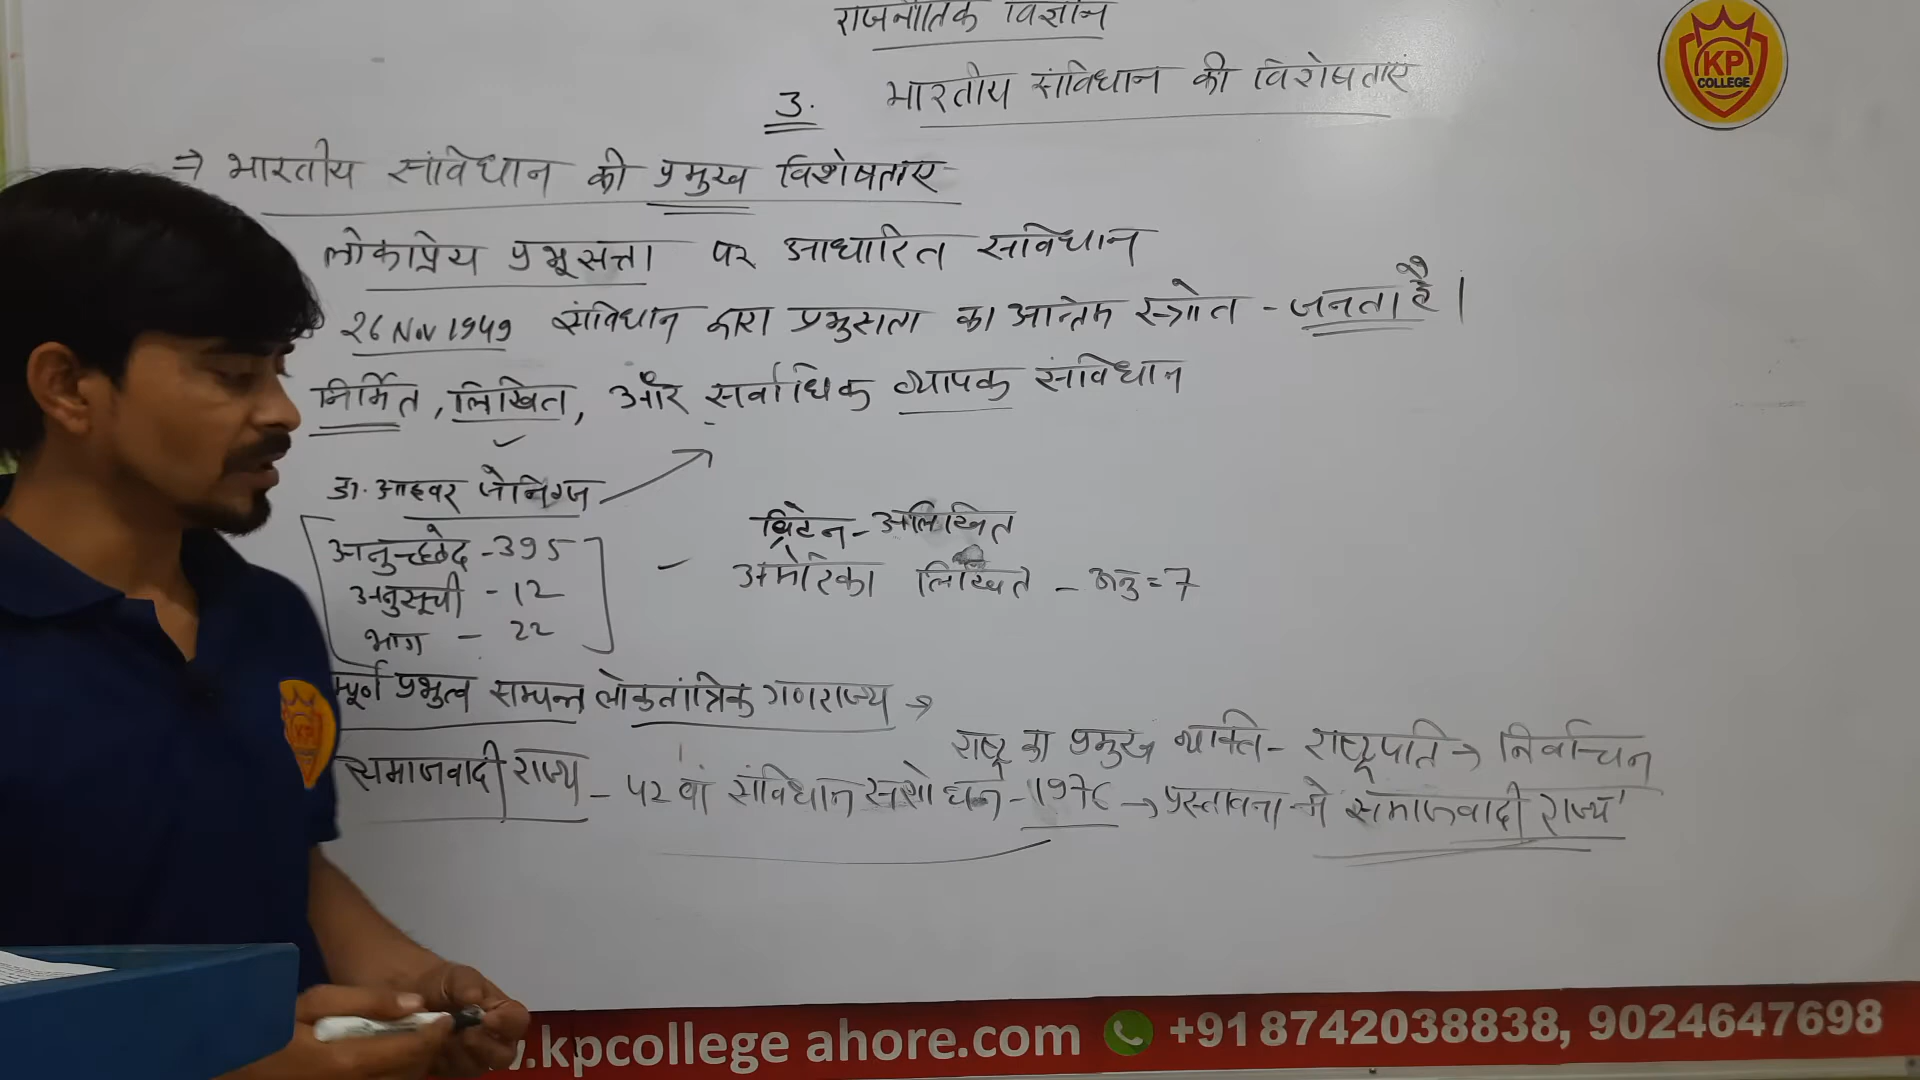 राजनीतिक विज्ञान
3. भारतीय संविधान की विशेषताएं
KP
COLLEGE
⇒ भारतीय संविधान की प्रमुख विशेषताए
लोकप्रिय प्रभूसत्ता पर आधारित संविधान
26 Nov 1949 संविधान द्वारा प्रभुसत्ता का अन्तिम स्त्रोत - जनता है।
निर्मित, लिखित, और सर्वाधिक व्यापक संविधान
डा. आइवर जेनिंग्ज
अनुच्छेद - 395
अनुसूची - 12
भाग - 22
ब्रिटेन - अलिखित
अमेरिका लिखित - अनु = 7
म्पूर्ण प्रभुत्व सम्पन्न लोकतांत्रिक गणराज्य →
राष्ट्र का प्रमुख व्यक्ति - राष्ट्रपति → निर्वाचन
समाजवादी राज्य - 42 वां संविधान संशोधन - 1976 → प्रस्तावना में समाजवादी राज्य'
KP
.kpcollege ahore.com +91 8742038838, 9024647698